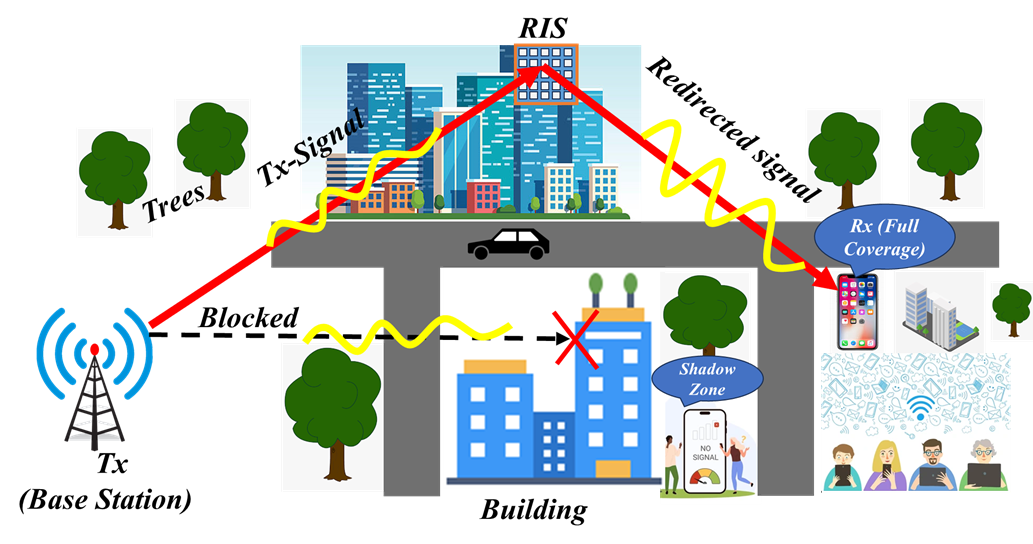 RIS
Redirected signal
Tx-Signal
Trees
Rx (Full
Coverage)
Blocked
Shadow
Zone
NO
SIGNAL
Tx
(Base Station)
Building